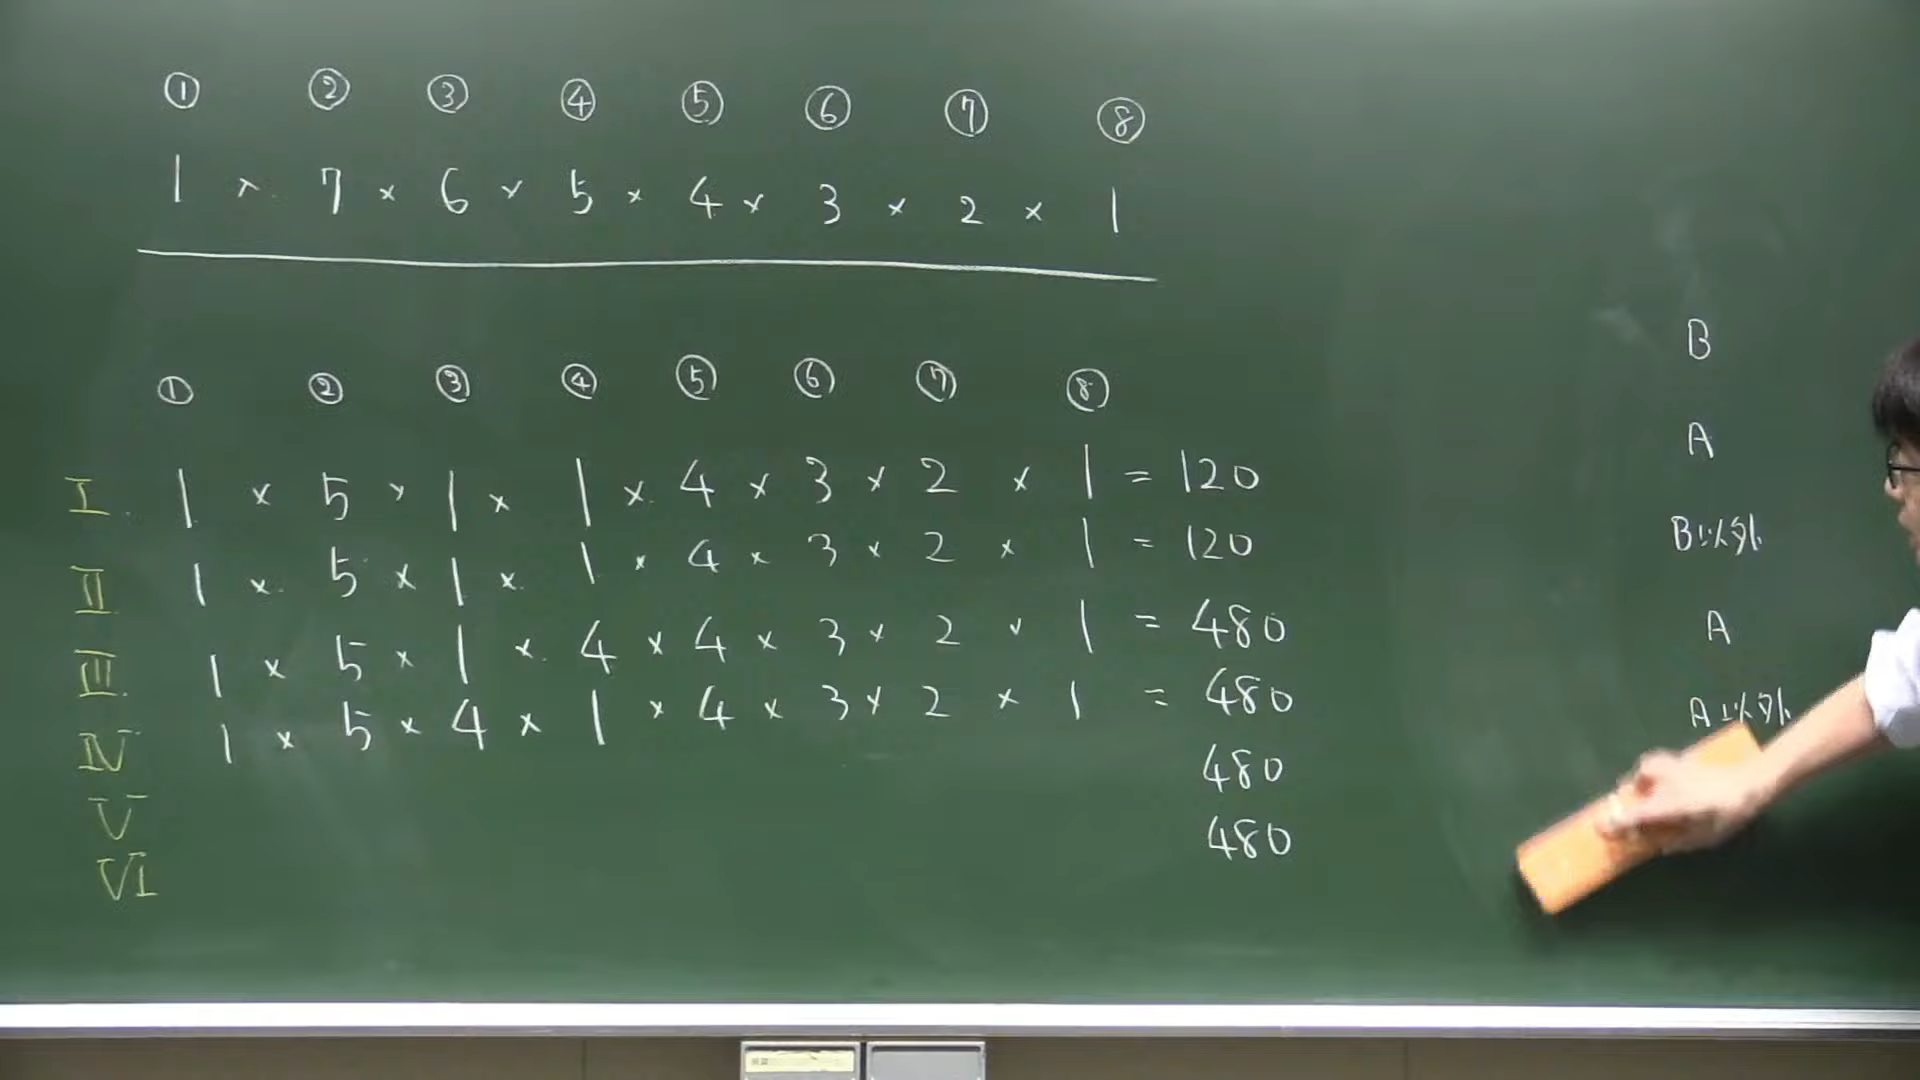 ① ② ③ ④ ⑤ ⑥ ⑦ ⑧
1 × 7 × 6 × 5 × 4 × 3 × 2 × 1
① ② ③ ④ ⑤ ⑥ ⑦ ⑧
I. 1 × 5 × 1 × 1 × 4 × 3 × 2 × 1 = 120
II. 1 × 5 × 1 × 1 × 4 × 3 × 2 × 1 = 120
III. 1 × 5 × 1 × 4 × 4 × 3 × 2 × 1 = 480
IV 1 × 5 × 4 × 1 × 4 × 3 × 2 × 1 = 480
V 480
VI 480
B
A
B以外
A
A以外